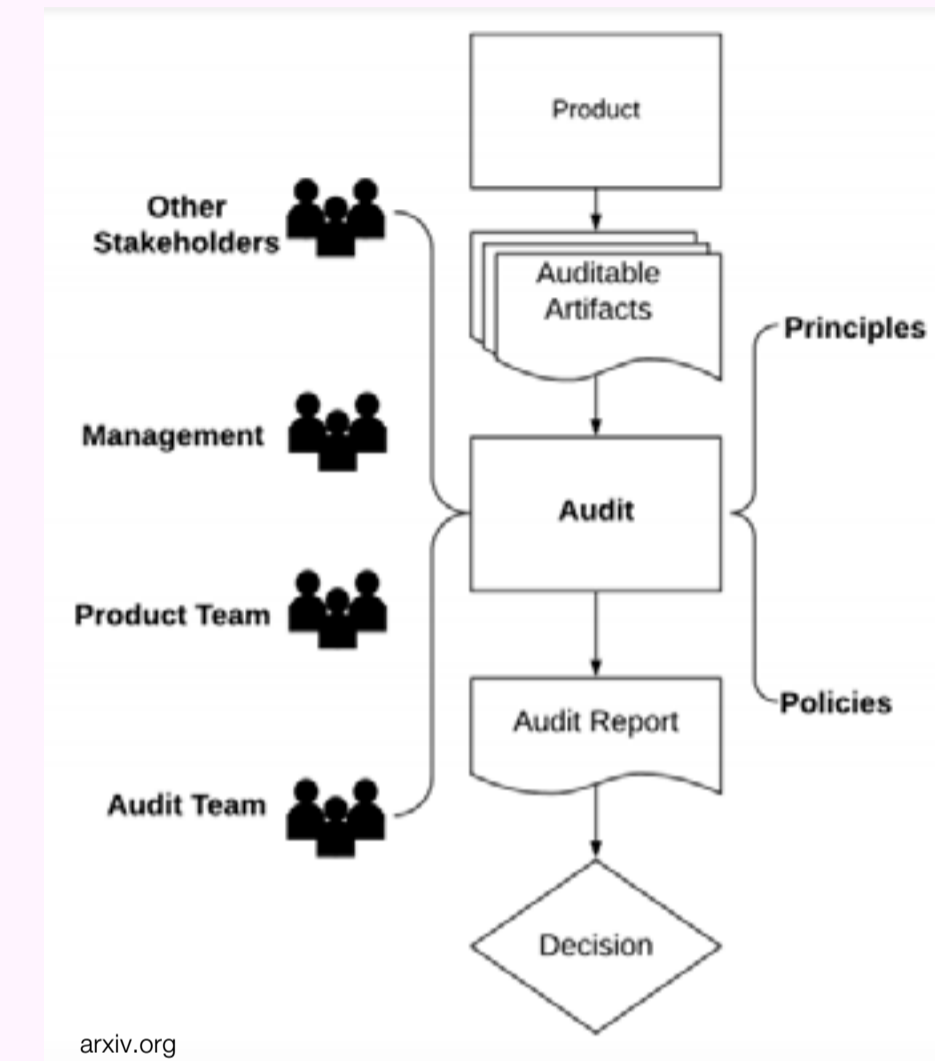 Product
Other
Stakeholders
Auditable
Artifacts
Principles
Management
Audit
Product Team
Policies
Audit Report
Audit Team
Decision
arxiv.org